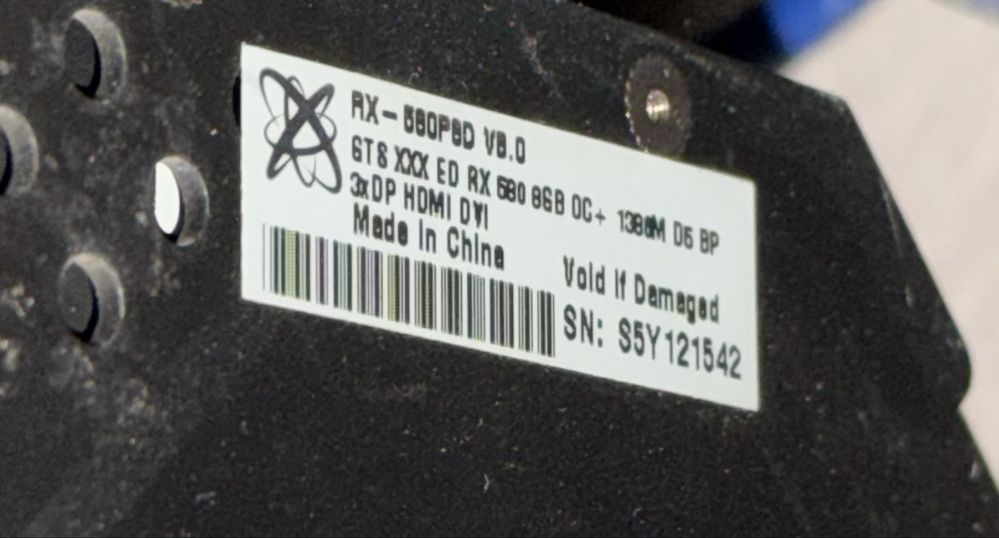 RX-580P8D V8.0
GTS XXX ED RX 580 8GB OC+ 1386M D5 BP
3xDP HDMI DVI
Made In China
Void If Damaged
SN: S5Y121542